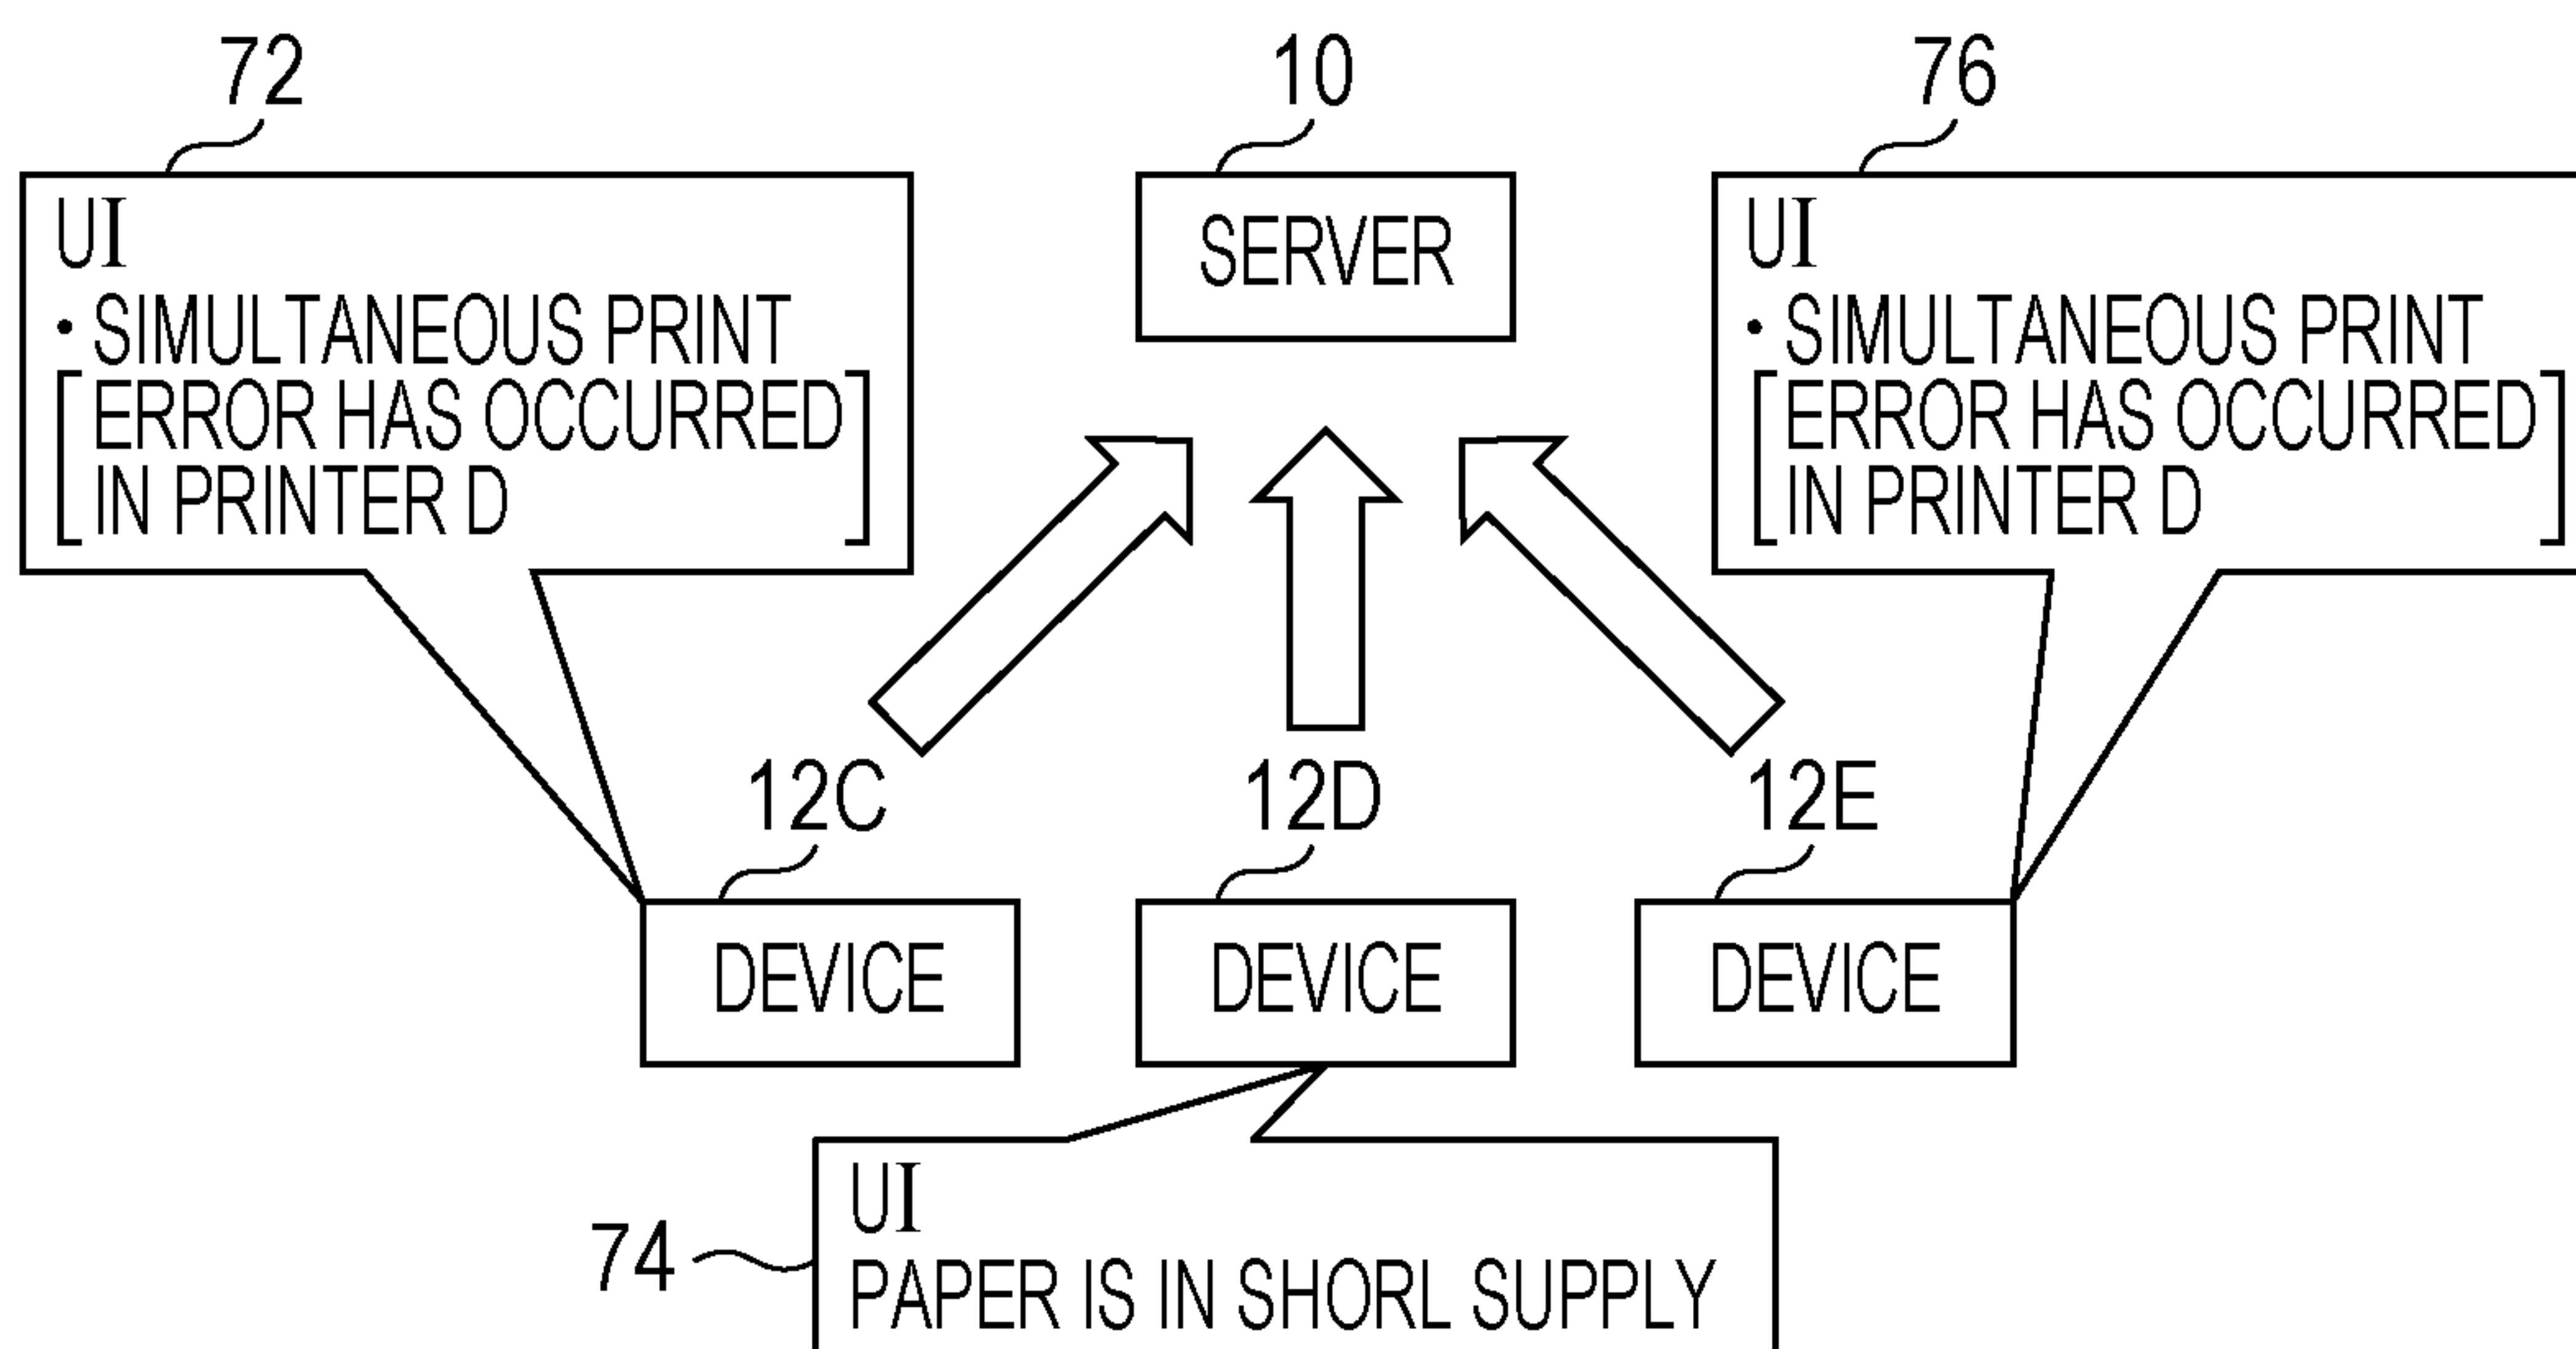 72
10
76
UI
• SIMULTANEOUS PRINT
[ERROR HAS OCCURRED]
[IN PRINTER D]
SERVER
UI
• SIMULTANEOUS PRINT
[ERROR HAS OCCURRED]
[IN PRINTER D]
12C
12D
12E
DEVICE
DEVICE
DEVICE
74
UI
PAPER IS IN SHORL SUPPLY